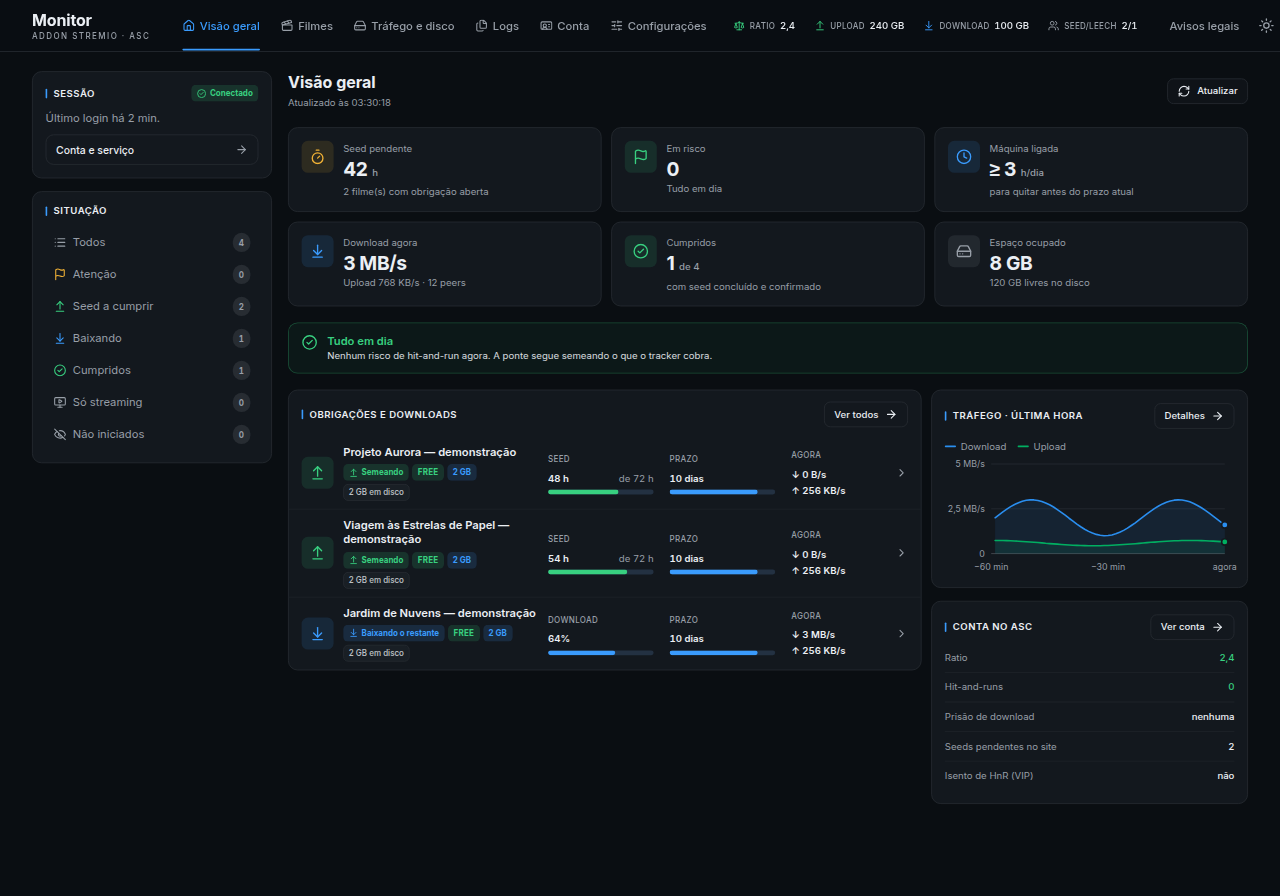 Monitor
ADDON STREMIO · ASC
Visão geral
Filmes
Tráfego e disco
Logs
Conta
Configurações
RATIO 2,4
UPLOAD 240 GB
DOWNLOAD 100 GB
SEED/LEECH 2/1
Avisos legais
SESSÃO
Conectado
Último login há 2 min.
Conta e serviço
SITUAÇÃO
Todos 4
Atenção 0
Seed a cumprir 2
Baixando 1
Cumpridos 1
Só streaming 0
Não iniciados 0
Visão geral
Atualizado às 03:30:18
Atualizar
Seed pendente
42 h
2 filme(s) com obrigação aberta
Em risco
0
Tudo em dia
Máquina ligada
≥ 3 h/dia
para quitar antes do prazo atual
Download agora
3 MB/s
Upload 768 KB/s · 12 peers
Cumpridos
1 de 4
com seed concluído e confirmado
Espaço ocupado
8 GB
120 GB livres no disco
Tudo em dia
Nenhum risco de hit-and-run agora. A ponte segue semeando o que o tracker cobra.
OBRIGAÇÕES E DOWNLOADS
Ver todos
Projeto Aurora — demonstração
Semeando FREE 2 GB
2 GB em disco
SEED
48 h de 72 h
PRAZO
10 dias
AGORA
↓ 0 B/s
↑ 256 KB/s
Viagem às Estrelas de Papel —
demonstração
Semeando FREE 2 GB
2 GB em disco
SEED
54 h de 72 h
PRAZO
10 dias
AGORA
↓ 0 B/s
↑ 256 KB/s
Jardim de Nuvens — demonstração
Baixando o restante FREE 2 GB
2 GB em disco
DOWNLOAD
64%
PRAZO
10 dias
AGORA
↓ 3 MB/s
↑ 256 KB/s
TRÁFEGO · ÚLTIMA HORA
Detalhes
Download Upload
5 MB/s
2,5 MB/s
0
−60 min −30 min agora
CONTA NO ASC
Ver conta
Ratio 2,4
Hit-and-runs 0
Prisão de download nenhuma
Seeds pendentes no site 2
Isento de HnR (VIP) não